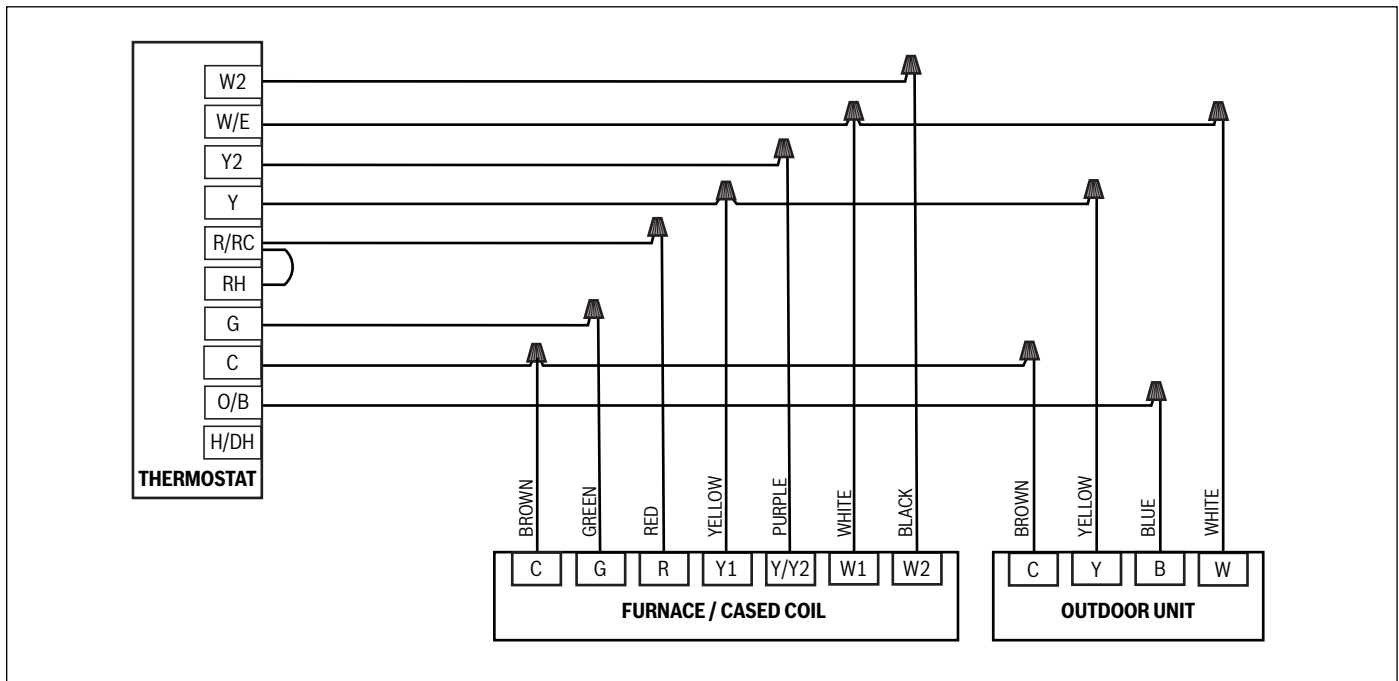 W2
W/E
Y2
Y
R/RC
RH
G
C
O/B
H/DH
THERMOSTAT
BROWN
GREEN
RED
YELLOW
PURPLE
WHITE
BLACK
BROWN
YELLOW
BLUE
WHITE
C G R Y1 Y/Y2 W1 W2
C Y B W
FURNACE / CASED COIL
OUTDOOR UNIT